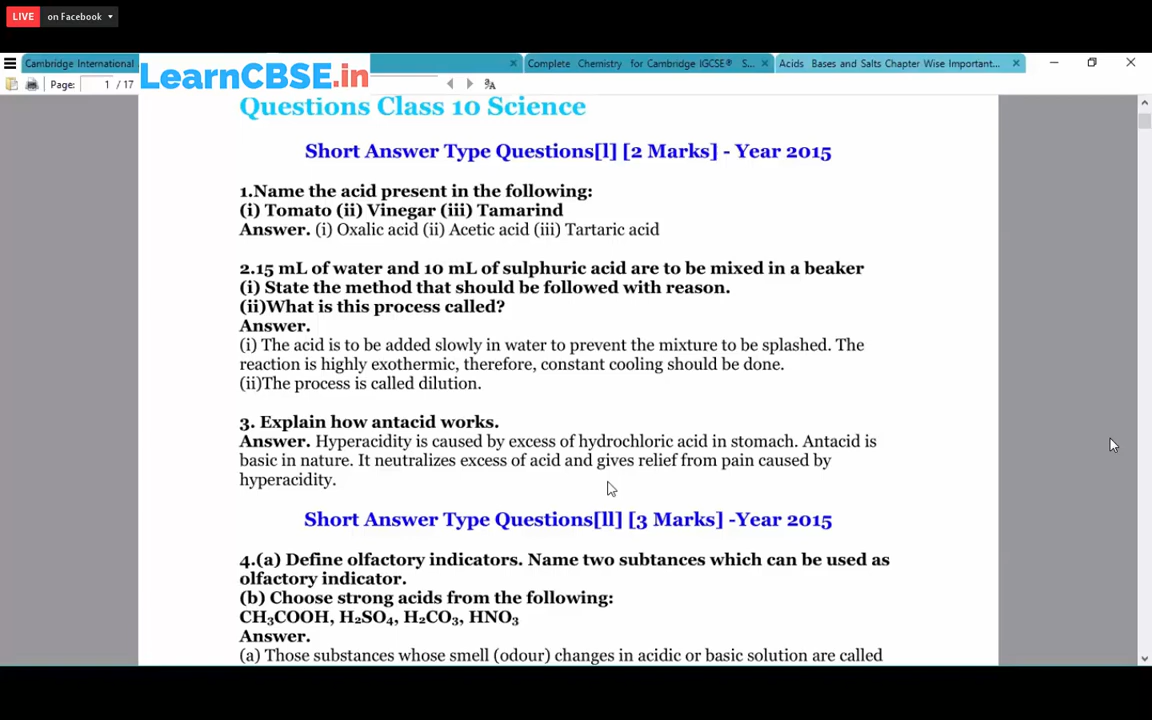 LIVE on Facebook
Cambridge International
Complete Chemistry for Cambridge IGCSE® S...
Acids Bases and Salts Chapter Wise Important...
Page: 1 / 17
LearnCBSE.in
Questions Class 10 Science
Short Answer Type Questions[l] [2 Marks] - Year 2015
1.Name the acid present in the following:
(i) Tomato (ii) Vinegar (iii) Tamarind
Answer. (i) Oxalic acid (ii) Acetic acid (iii) Tartaric acid
2.15 mL of water and 10 mL of sulphuric acid are to be mixed in a beaker
(i) State the method that should be followed with reason.
(ii)What is this process called?
Answer.
(i) The acid is to be added slowly in water to prevent the mixture to be splashed. The
reaction is highly exothermic, therefore, constant cooling should be done.
(ii)The process is called dilution.
3. Explain how antacid works.
Answer. Hyperacidity is caused by excess of hydrochloric acid in stomach. Antacid is
basic in nature. It neutralizes excess of acid and gives relief from pain caused by
hyperacidity.
Short Answer Type Questions[ll] [3 Marks] -Year 2015
4.(a) Define olfactory indicators. Name two subtances which can be used as
olfactory indicator.
(b) Choose strong acids from the following:
CH₃COOH, H₂SO₄, H₂CO₃, HNO₃
Answer.
(a) Those substances whose smell (odour) changes in acidic or basic solution are called